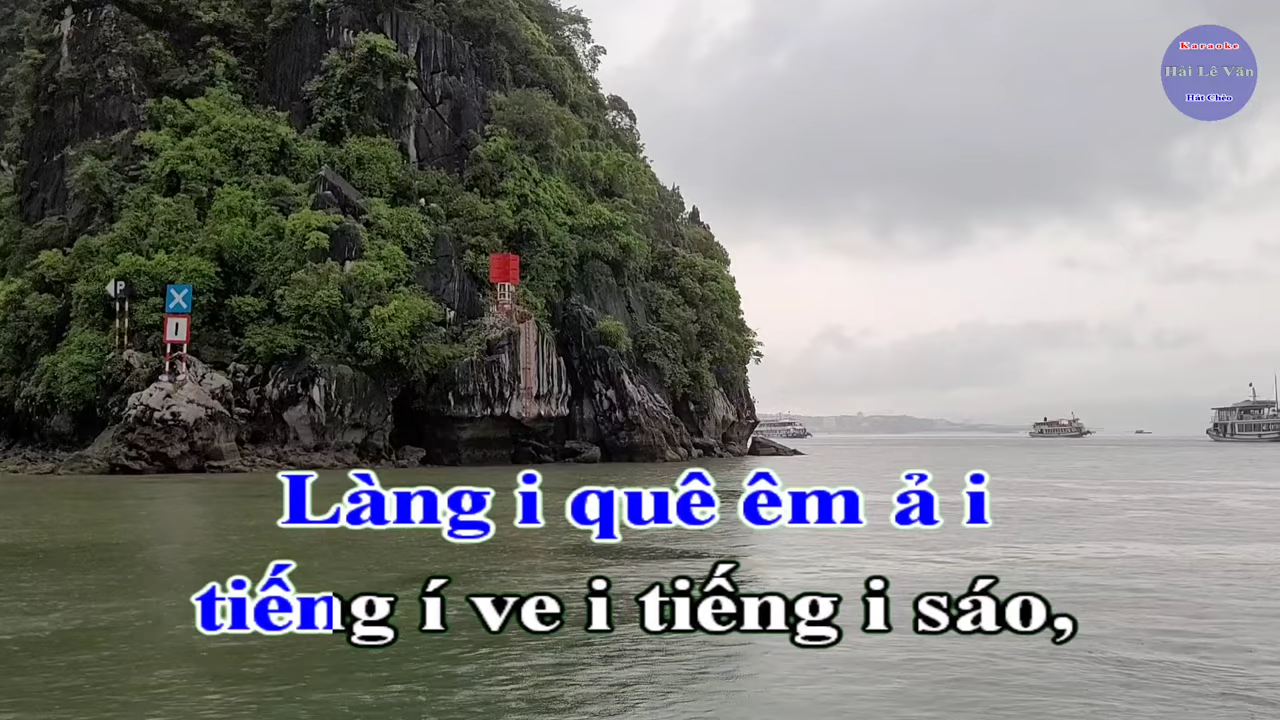 Karaoke
Hải Lê Văn
Hát Chèo
P
Làng i quê êm ả i
tiếng í ve i tiếng i sáo,